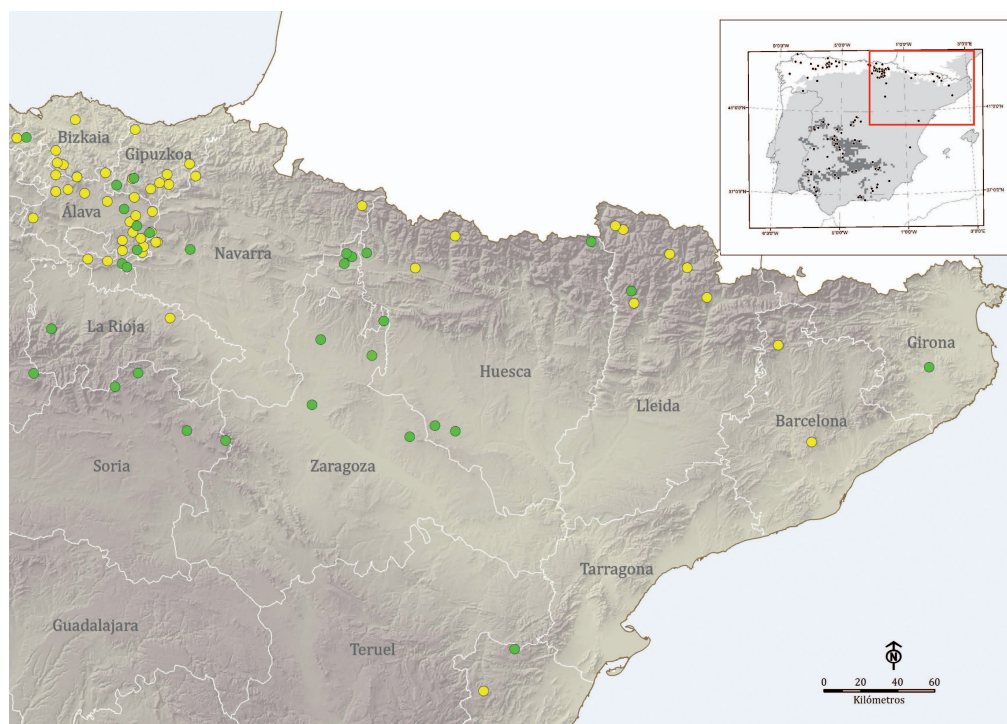 Bizkaia
Gipuzkoa
Álava
Navarra
La Rioja
Huesca
Girona
Lleida
Barcelona
Soria
Zaragoza
Tarragona
Guadalajara
Teruel
N
0 10 20 40 60
Kilómetros